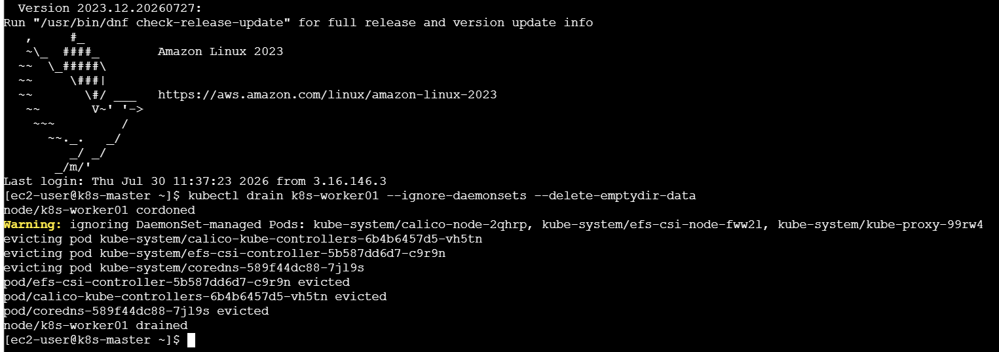 Version 2023.12.20260727:
Run "/usr/bin/dnf check-release-update" for full release and version update info
   ,     #_
   ~\_  ####_        Amazon Linux 2023
  ~~  \_#####\
  ~~     \###|
  ~~       \#/ ___   https://aws.amazon.com/linux/amazon-linux-2023
   ~~       V~' '->
    ~~~         /
      ~~._.   _/
         _/ _/
       _/m/'
Last login: Thu Jul 30 11:37:23 2026 from 3.16.146.3
[ec2-user@k8s-master ~]$ kubectl drain k8s-worker01 --ignore-daemonsets --delete-emptydir-data
node/k8s-worker01 cordoned
Warning: ignoring DaemonSet-managed Pods: kube-system/calico-node-2qhrp, kube-system/efs-csi-node-fww2l, kube-system/kube-proxy-99rw4
evicting pod kube-system/calico-kube-controllers-6b4b6457d5-vh5tn
evicting pod kube-system/efs-csi-controller-5b587dd6d7-c9r9n
evicting pod kube-system/coredns-589f44dc88-7jl9s
pod/efs-csi-controller-5b587dd6d7-c9r9n evicted
pod/calico-kube-controllers-6b4b6457d5-vh5tn evicted
pod/coredns-589f44dc88-7jl9s evicted
node/k8s-worker01 drained
[ec2-user@k8s-master ~]$